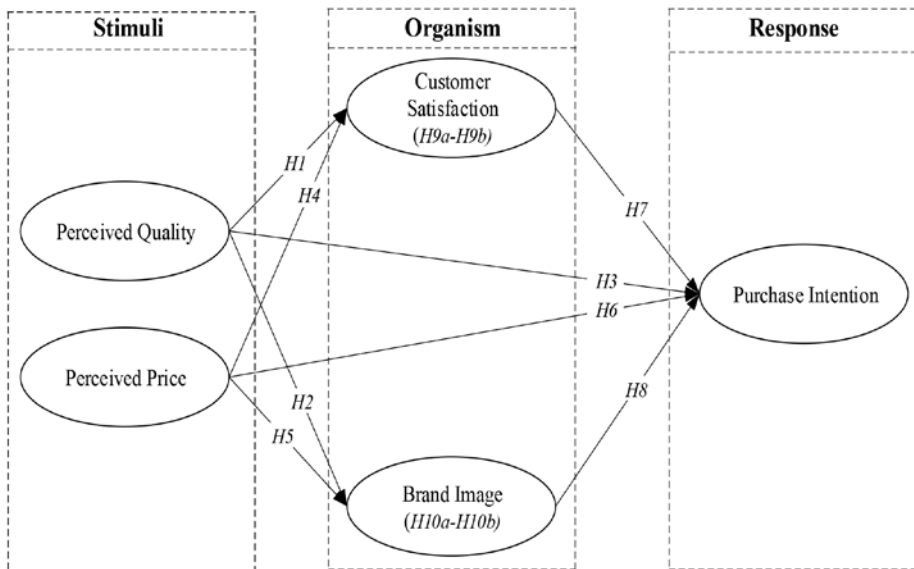 Stimuli
Organism
Response
Customer
Satisfaction
(H9a-H9b)
H1
H4
H7
Perceived Quality
H3
Purchase Intention
H6
Perceived Price
H2
H8
H5
Brand Image
(H10a-H10b)